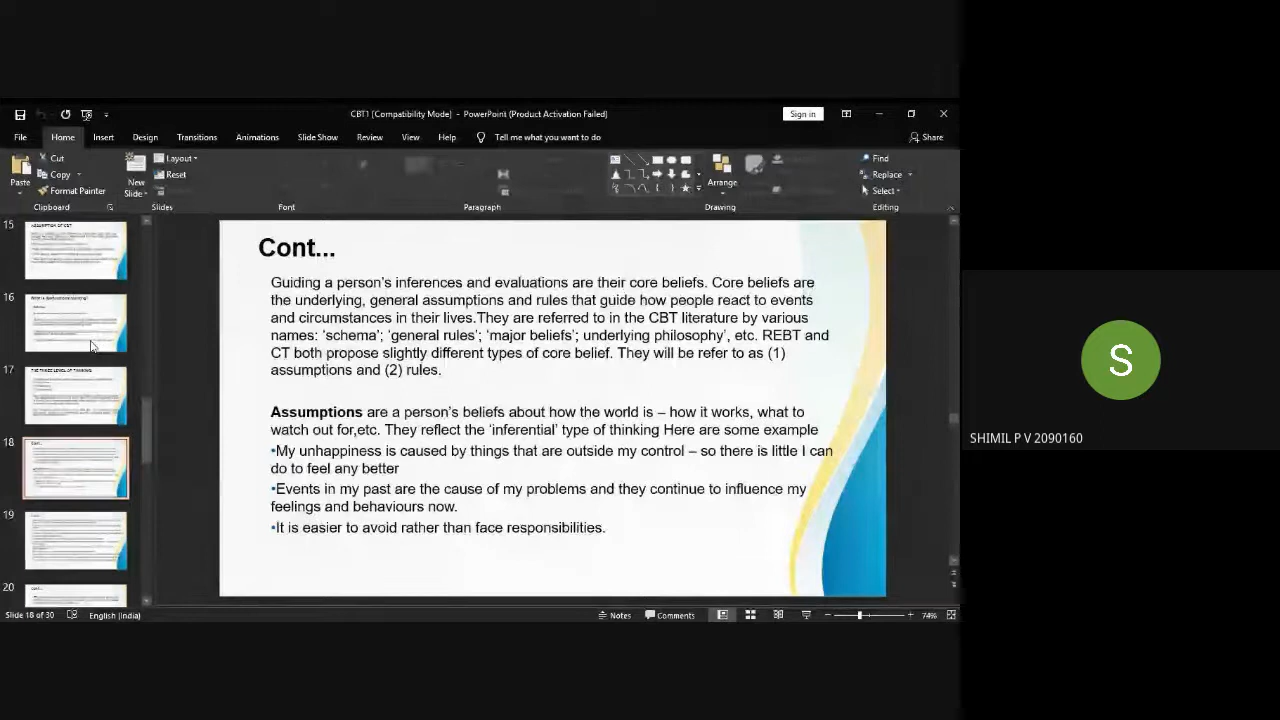 CBT1 [Compatibility Mode] - PowerPoint (Product Activation Failed)
Sign in
File Home Insert Design Transitions Animations Slide Show Review View Help Tell me what you want to do Share
Paste
Cut
Copy
Format Painter
Clipboard
New
Slide
Layout
Reset
Slides
Font
Paragraph
Arrange
Drawing
Find
Replace
Select
Editing
15
16
17
THE THREE LEVEL OF THINKING
18
19
20
Cont...
Guiding a person's inferences and evaluations are their core beliefs. Core beliefs are
the underlying, general assumptions and rules that guide how people react to events
and circumstances in their lives.They are referred to in the CBT literature by various
names: 'schema'; 'general rules'; 'major beliefs'; underlying philosophy', etc. REBT and
CT both propose slightly different types of core belief. They will be refer to as (1)
assumptions and (2) rules.
Assumptions are a person's beliefs about how the world is – how it works, what to
watch out for,etc. They reflect the 'inferential' type of thinking Here are some example
•My unhappiness is caused by things that are outside my control – so there is little I can
do to feel any better
•Events in my past are the cause of my problems and they continue to influence my
feelings and behaviours now.
•It is easier to avoid rather than face responsibilities.
Slide 18 of 30 English (India) Notes Comments 74%
S
SHIMIL P V 2090160